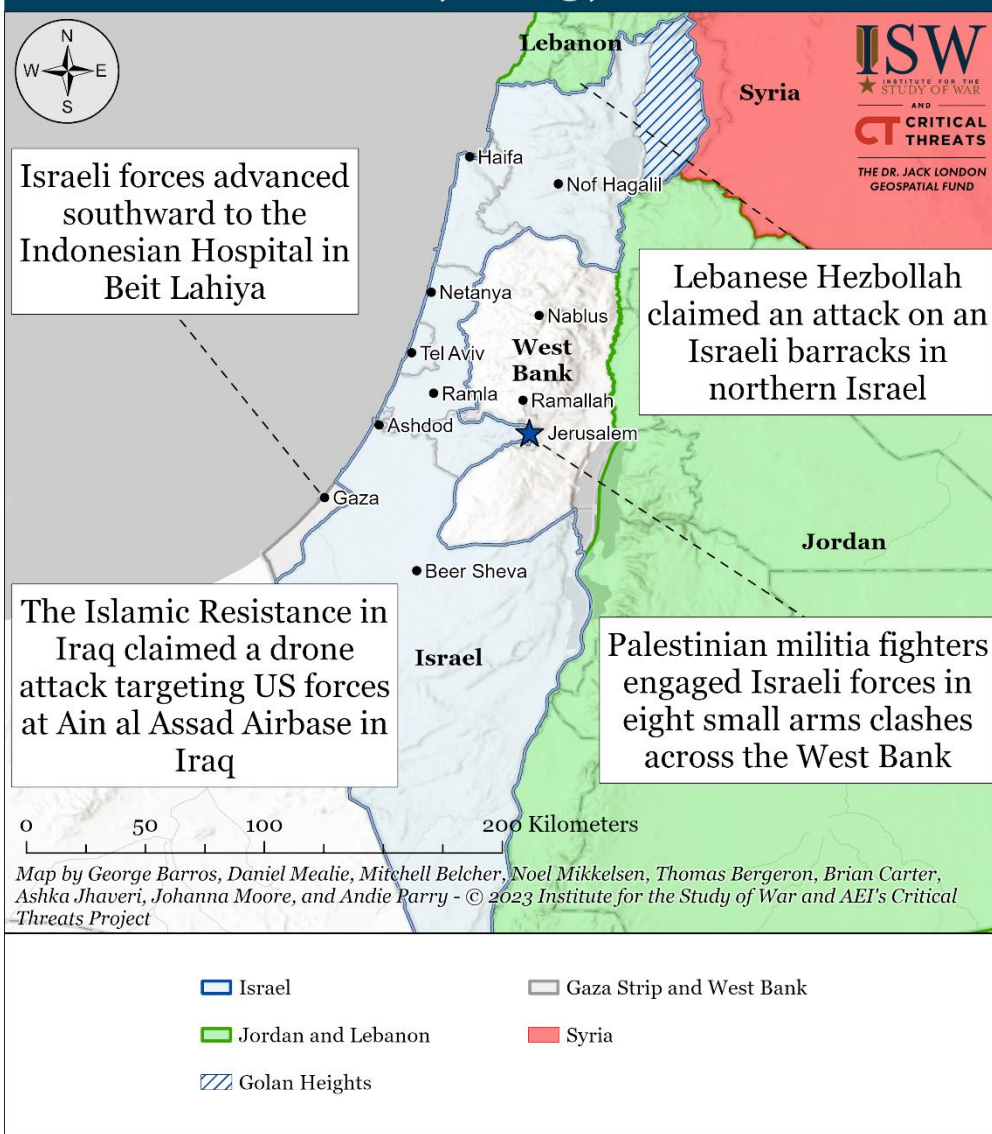 N
W
E
S
Lebanon
Syria
ISW
INSTITUTE FOR THE
STUDY OF WAR
AND
CT CRITICAL
THREATS
THE DR. JACK LONDON
GEOSPATIAL FUND
Haifa
Nof Hagalil
Israeli forces advanced
southward to the
Indonesian Hospital in
Beit Lahiya
Lebanese Hezbollah
claimed an attack on an
Israeli barracks in
northern Israel
Netanya
Nablus
Tel Aviv
West
Bank
Ramla
Ramallah
Ashdod
Jerusalem
Gaza
Jordan
Beer Sheva
The Islamic Resistance in
Iraq claimed a drone
attack targeting US forces
at Ain al Assad Airbase in
Iraq
Israel
Palestinian militia fighters
engaged Israeli forces in
eight small arms clashes
across the West Bank
0 50 100 200 Kilometers
Map by George Barros, Daniel Mealie, Mitchell Belcher, Noel Mikkelsen, Thomas Bergeron, Brian Carter,
Ashka Jhaveri, Johanna Moore, and Andie Parry - © 2023 Institute for the Study of War and AEI's Critical
Threats Project
Israel
Gaza Strip and West Bank
Jordan and Lebanon
Syria
Golan Heights